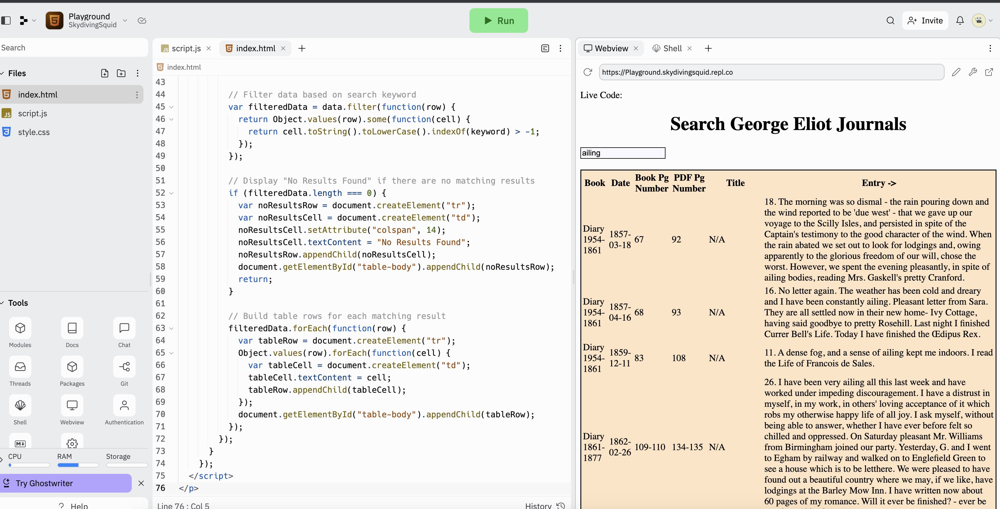 Playground
SkydivingSquid
Run
Invite
Search
Files
index.html
script.js
style.css
Tools
Modules
Docs
Chat
Threads
Packages
Git
Shell
Webview
Authentication
CPU
RAM
Storage
Try Ghostwriter
? Help
script.js
index.html
index.html
43
44 // Filter data based on search keyword
45 var filteredData = data.filter(function(row) {
46 return Object.values(row).some(function(cell) {
47 return cell.toString().toLowerCase().indexOf(keyword) > -1;
48 });
49 });
50
51 // Display "No Results Found" if there are no matching results
52 if (filteredData.length === 0) {
53 var noResultsRow = document.createElement("tr");
54 var noResultsCell = document.createElement("td");
55 noResultsCell.setAttribute("colspan", 14);
56 noResultsCell.textContent = "No Results Found";
57 noResultsRow.appendChild(noResultsCell);
58 document.getElementById("table-body").appendChild(noResultsRow);
59 return;
60 }
61
62 // Build table rows for each matching result
63 filteredData.forEach(function(row) {
64 var tableRow = document.createElement("tr");
65 Object.values(row).forEach(function(cell) {
66 var tableCell = document.createElement("td");
67 tableCell.textContent = cell;
68 tableRow.appendChild(tableCell);
69 });
70 document.getElementById("table-body").appendChild(tableRow);
71 });
72 });
73 }
74 });
75 </script>
76 </p>
Line 76 : Col 5
History
Webview
Shell
https://Playground.skydivingsquid.repl.co
Live Code:
Search George Eliot Journals
ailing
Book Date Book Pg Number PDF Pg Number Title Entry ->
Diary
1954-
1861
1857-
03-18
67
92
N/A
18. The morning was so dismal - the rain pouring down and
the wind reported to be 'due west' - that we gave up our
voyage to the Scilly Isles, and persisted in spite of the
Captain's testimony to the good character of the wind. When
the rain abated we set out to look for lodgings and, owing
apparently to the glorious freedom of our will, chose the
worst. However, we spent the evening pleasantly, in spite of
ailing bodies, reading Mrs. Gaskell's pretty Cranford.
Diary
1954-
1861
1857-
04-16
68
93
N/A
16. No letter again. The weather has been cold and dreary
and I have been constantly ailing. Pleasant letter from Sara.
They are all settled now in their new home- Ivy Cottage,
having said goodbye to pretty Rosehill. Last night I finished
Currer Bell's Life. Today I have finished the Œdipus Rex.
Diary
1954-
1861
1859-
12-11
83
108
N/A
11. A dense fog, and a sense of ailing kept me indoors. I read
the Life of Francois de Sales.
Diary
1861-
1877
1862-
02-26
109-110
134-135
N/A
26. I have been very ailing all this last week and have
worked under impeding discouragement. I have a distrust in
myself, in my work, in others' loving acceptance of it which
robs my otherwise happy life of all joy. I ask myself, without
being able to answer, whether I have ever before felt so
chilled and oppressed. On Saturday pleasant Mr. Williams
from Birmingham joined our party. Yesterday, G. and I went
to Egham by railway and walked on to Englefield Green to
see a house which is to be letthere. We were pleased to have
found out a beautiful country where we may, if we like, have
lodgings at the Barley Mow Inn. I have written now about
60 pages of my romance. Will it ever be finished? - ever be